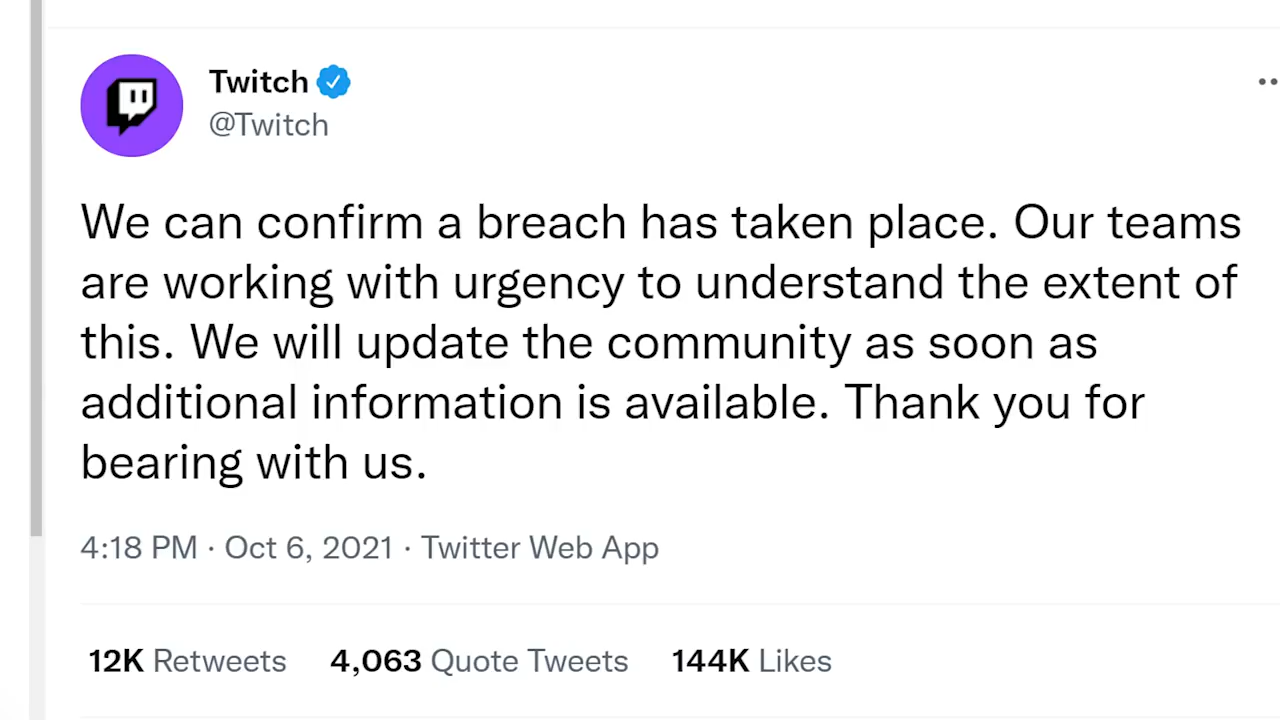 Twitch
@Twitch
We can confirm a breach has taken place. Our teams
are working with urgency to understand the extent of
this. We will update the community as soon as
additional information is available. Thank you for
bearing with us.
4:18 PM · Oct 6, 2021 · Twitter Web App
12K Retweets 4,063 Quote Tweets 144K Likes